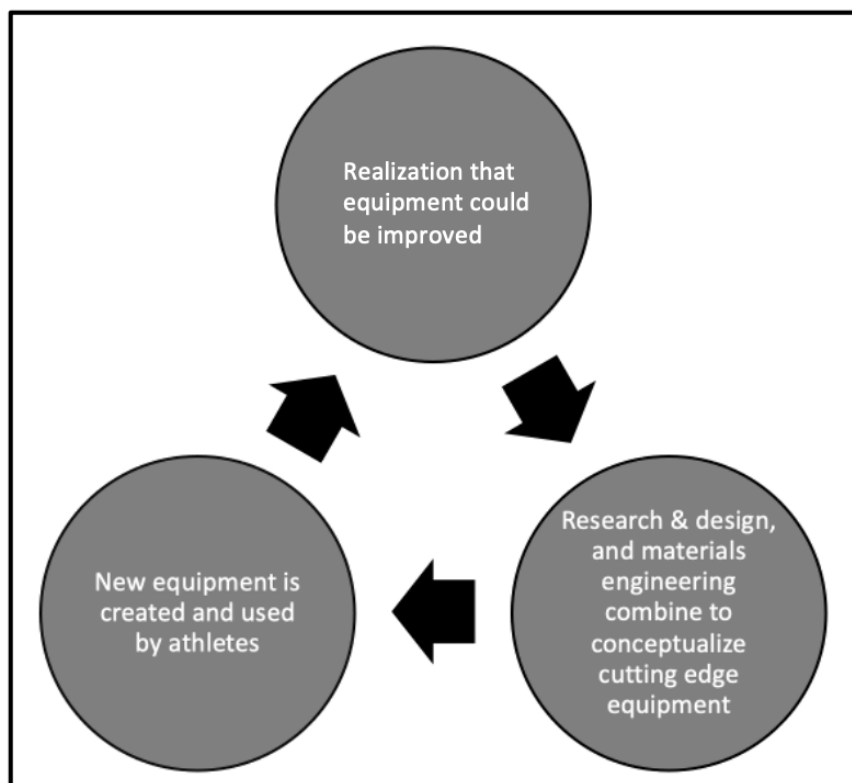 Realization that
equipment could
be improved
Research & design,
and materials
engineering
combine to
conceptualize
cutting edge
equipment
New equipment is
created and used
by athletes